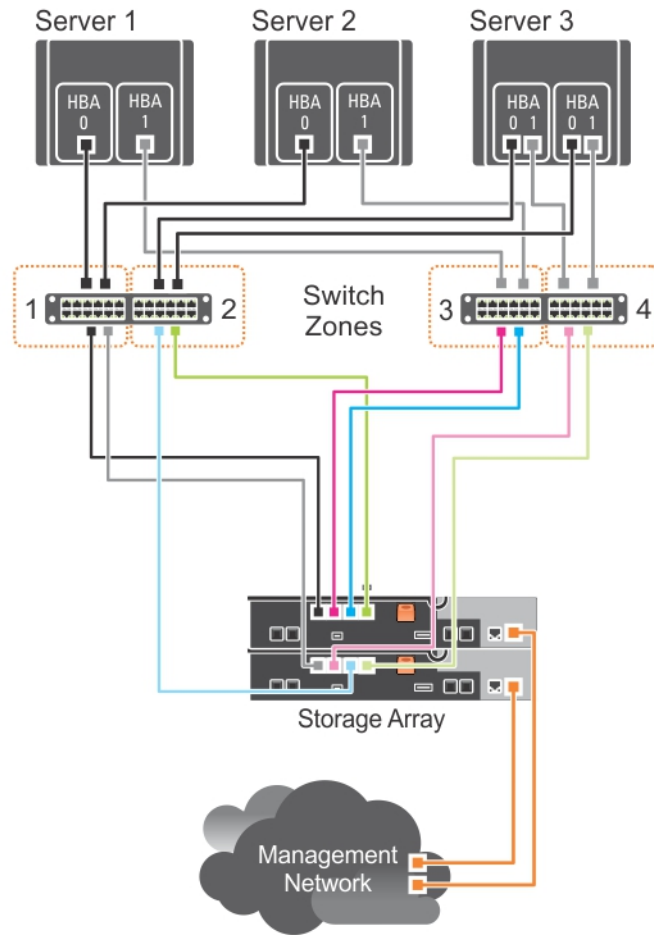 Server 1
Server 2
Server 3
HBA
0
HBA
1
HBA
0
HBA
1
HBA
0 1
HBA
0 1
1
2
Switch
Zones
3
4
Storage Array
Management
Network